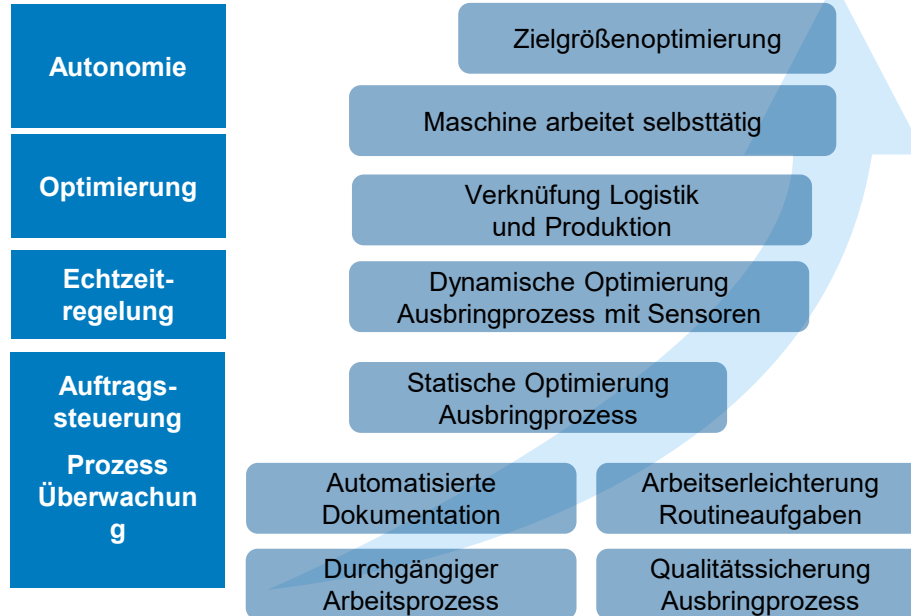 Autonomie
Zielgrößenoptimierung
Maschine arbeitet selbsttätig
Optimierung
Verknüfung Logistik
und Produktion
Echtzeit-
regelung
Dynamische Optimierung
Ausbringprozess mit Sensoren
Auftrags-
steuerung
Statische Optimierung
Ausbringprozess
Prozess
Überwachun
g
Automatisierte
Dokumentation
Arbeitserleichterung
Routineaufgaben
Durchgängiger
Arbeitsprozess
Qualitätssicherung
Ausbringprozess